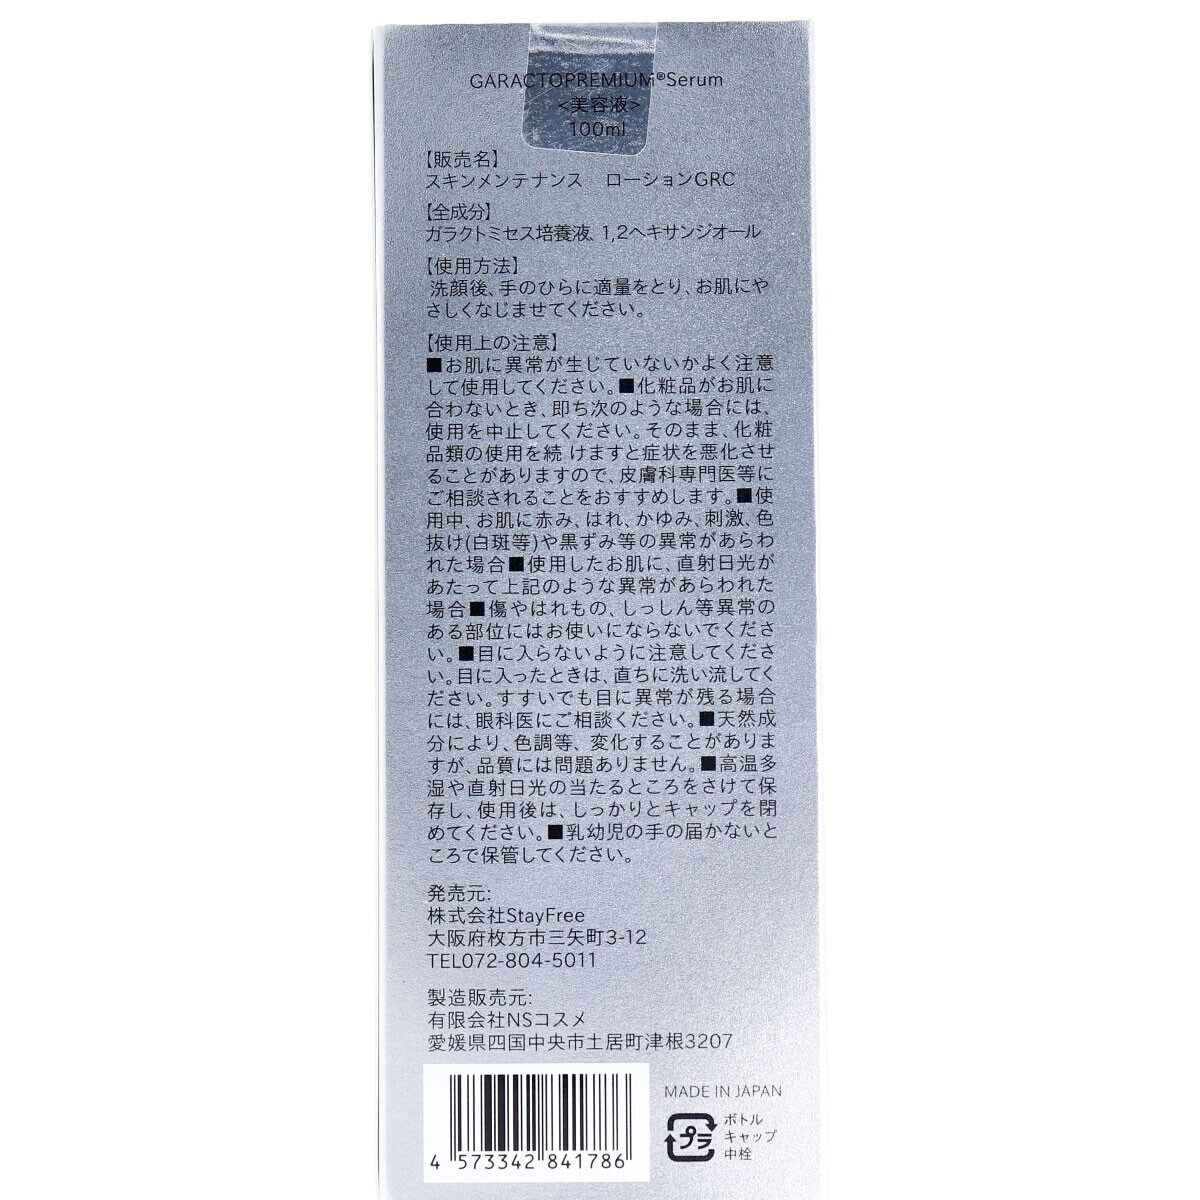 GARACTOPREMIUM®Serum
<美容液>
100ml
【販売名】
スキンメンテナンス　ローションGRC
【全成分】
ガラクトミセス培養液、1,2ヘキサンジオール
【使用方法】
洗顔後、手のひらに適量をとり、お肌にや
さしくなじませてください。
【使用上の注意】
■お肌に異常が生じていないかよく注意
して使用してください。■化粧品がお肌に
合わないとき、即ち次のような場合には、
使用を中止してください。そのまま、化粧
品類の使用を続 けますと症状を悪化させ
ることがありますので、皮膚科専門医等に
ご相談されることをおすすめします。■使
用中、お肌に赤み、はれ、かゆみ、刺激、色
抜け(白斑等)や黒ずみ等の異常があらわ
れた場合■使用したお肌に、直射日光が
あたって上記のような異常があらわれた
場合■傷やはれもの、しっしん等異常の
ある部位にはお使いにならないでくださ
い。■目に入らないように注意してくださ
い。目に入ったときは、直ちに洗い流してく
ださい。すすいでも目に異常が残る場合
には、眼科医にご相談ください。■天然成
分により、色調等、変化することがありま
すが、品質には問題ありません。■高温多
湿や直射日光の当たるところをさけて保
存し、使用後は、しっかりとキャップを閉
めてください。■乳幼児の手の届かないと
ころで保管してください。
発売元:
株式会社StayFree
大阪府枚方市三矢町3-12
TEL072-804-5011
製造販売元:
有限会社NSコスメ
愛媛県四国中央市土居町津根3207
MADE IN JAPAN
プラ
ボトル
キャップ
中栓
4 573342 841786